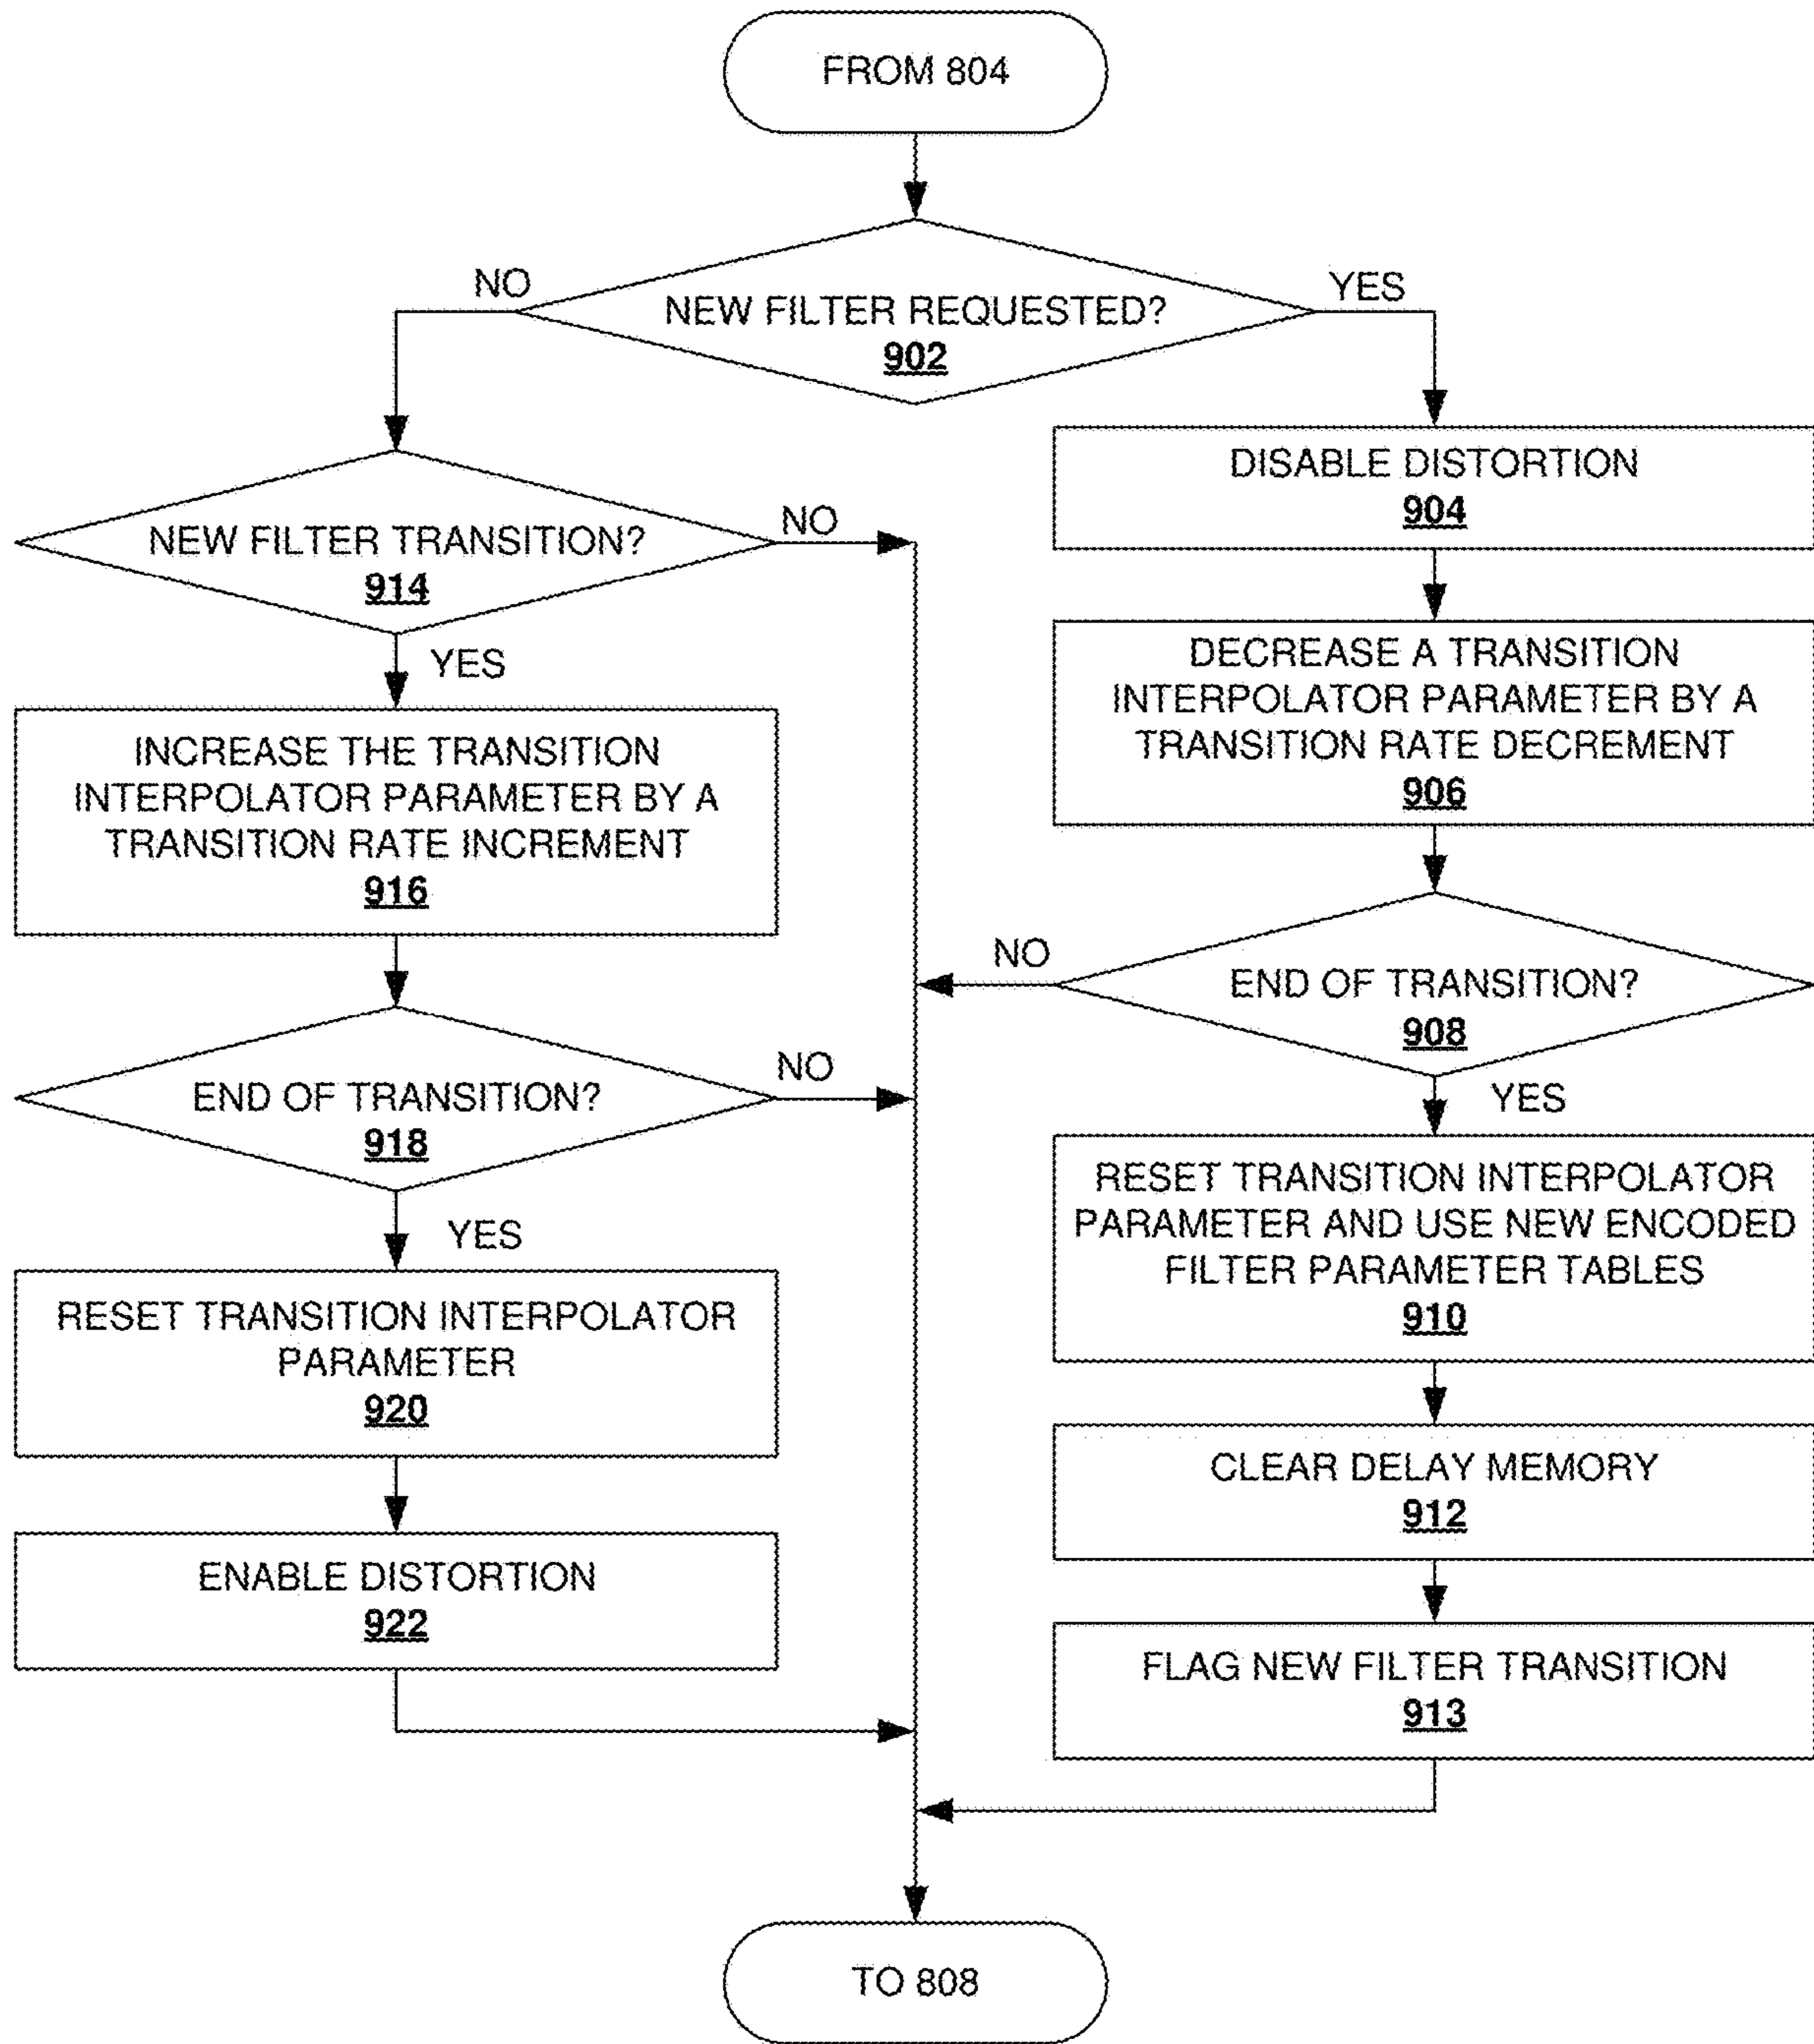 FROM 804
NEW FILTER REQUESTED?
902
NO
YES
NEW FILTER TRANSITION?
914
NO
YES
INCREASE THE TRANSITION
INTERPOLATOR PARAMETER BY A
TRANSITION RATE INCREMENT
916
END OF TRANSITION?
918
NO
YES
RESET TRANSITION INTERPOLATOR
PARAMETER
920
ENABLE DISTORTION
922
DISABLE DISTORTION
904
DECREASE A TRANSITION
INTERPOLATOR PARAMETER BY A
TRANSITION RATE DECREMENT
906
END OF TRANSITION?
908
NO
YES
RESET TRANSITION INTERPOLATOR
PARAMETER AND USE NEW ENCODED
FILTER PARAMETER TABLES
910
CLEAR DELAY MEMORY
912
FLAG NEW FILTER TRANSITION
913
TO 808